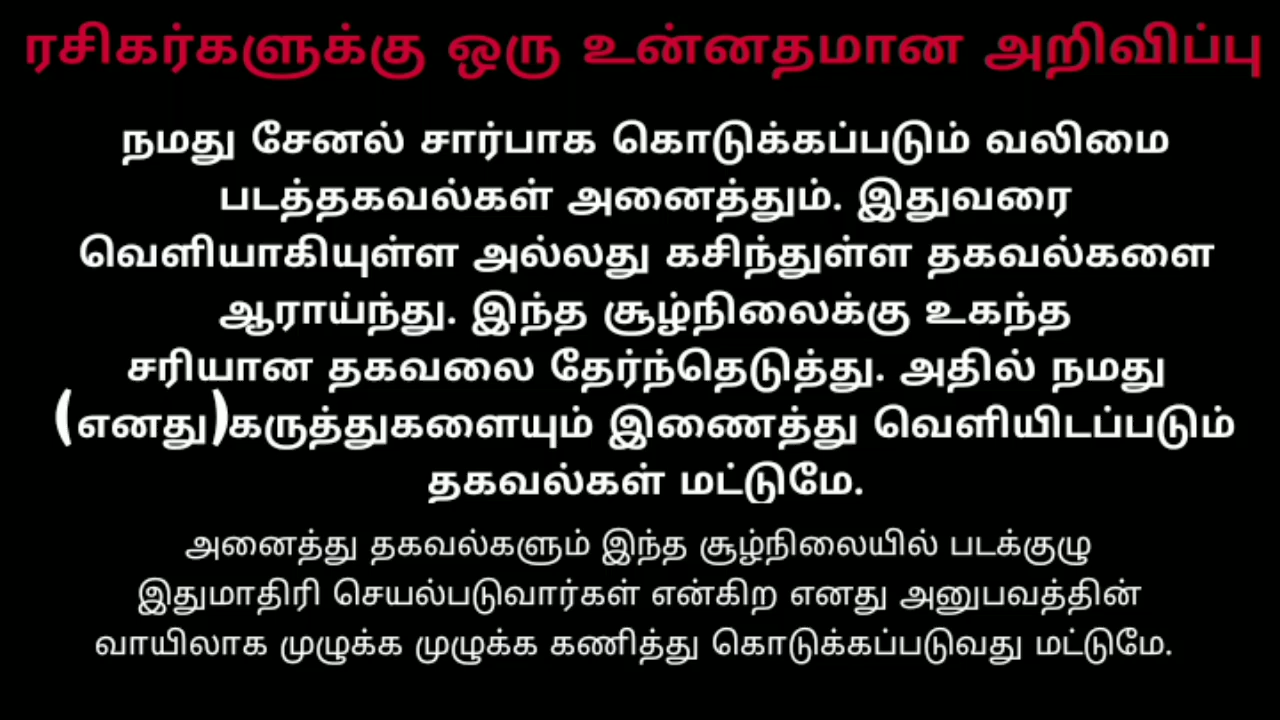 ரசிகர்களுக்கு ஒரு உன்னதமான அறிவிப்பு
நமது சேனல் சார்பாக கொடுக்கப்படும் வலிமை
படத்தகவல்கள் அனைத்தும். இதுவரை
வெளியாகியுள்ள அல்லது கசிந்துள்ள தகவல்களை
ஆராய்ந்து. இந்த சூழ்நிலைக்கு உகந்த
சரியான தகவலை தேர்ந்தெடுத்து. அதில் நமது
(எனது)கருத்துகளையும் இணைத்து வெளியிடப்படும்
தகவல்கள் மட்டுமே.
அனைத்து தகவல்களும் இந்த சூழ்நிலையில் படக்குழு
இதுமாதிரி செயல்படுவார்கள் என்கிற எனது அனுபவத்தின்
வாயிலாக முழுக்க முழுக்க கணித்து கொடுக்கப்படுவது மட்டுமே.